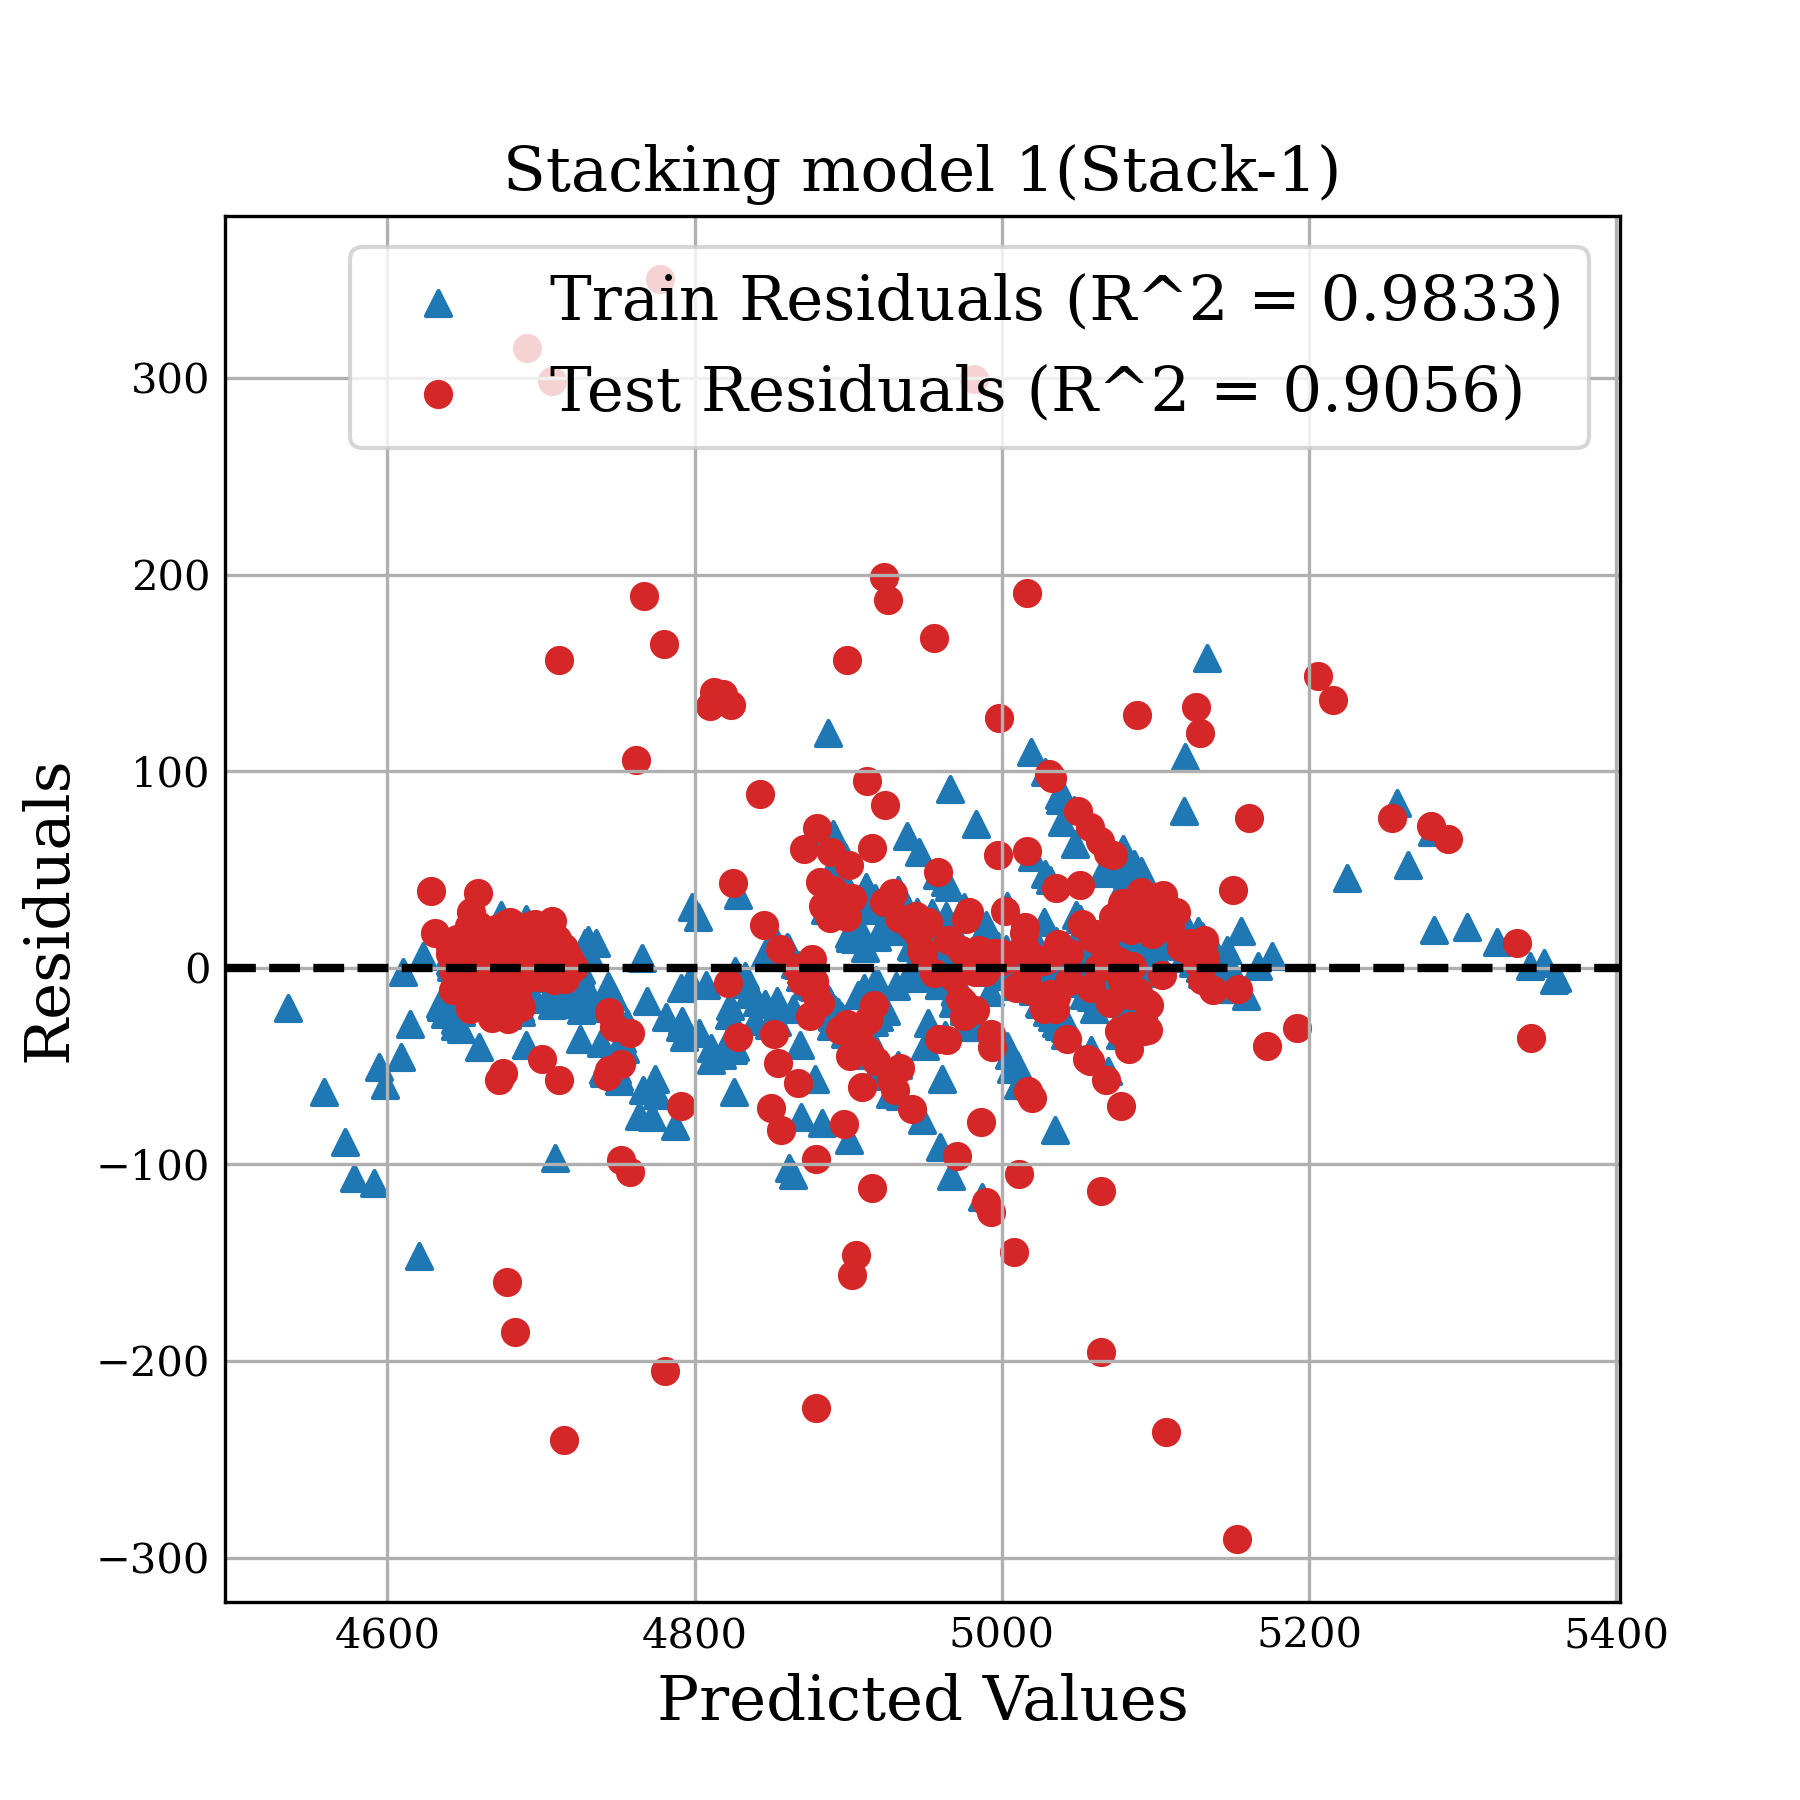 Stacking model 1(Stack-1)
Train Residuals (R^2 = 0.9833)
Test Residuals (R^2 = 0.9056)
300
200
100
0
−100
−200
−300
Residuals
4600 4800 5000 5200 5400
Predicted Values